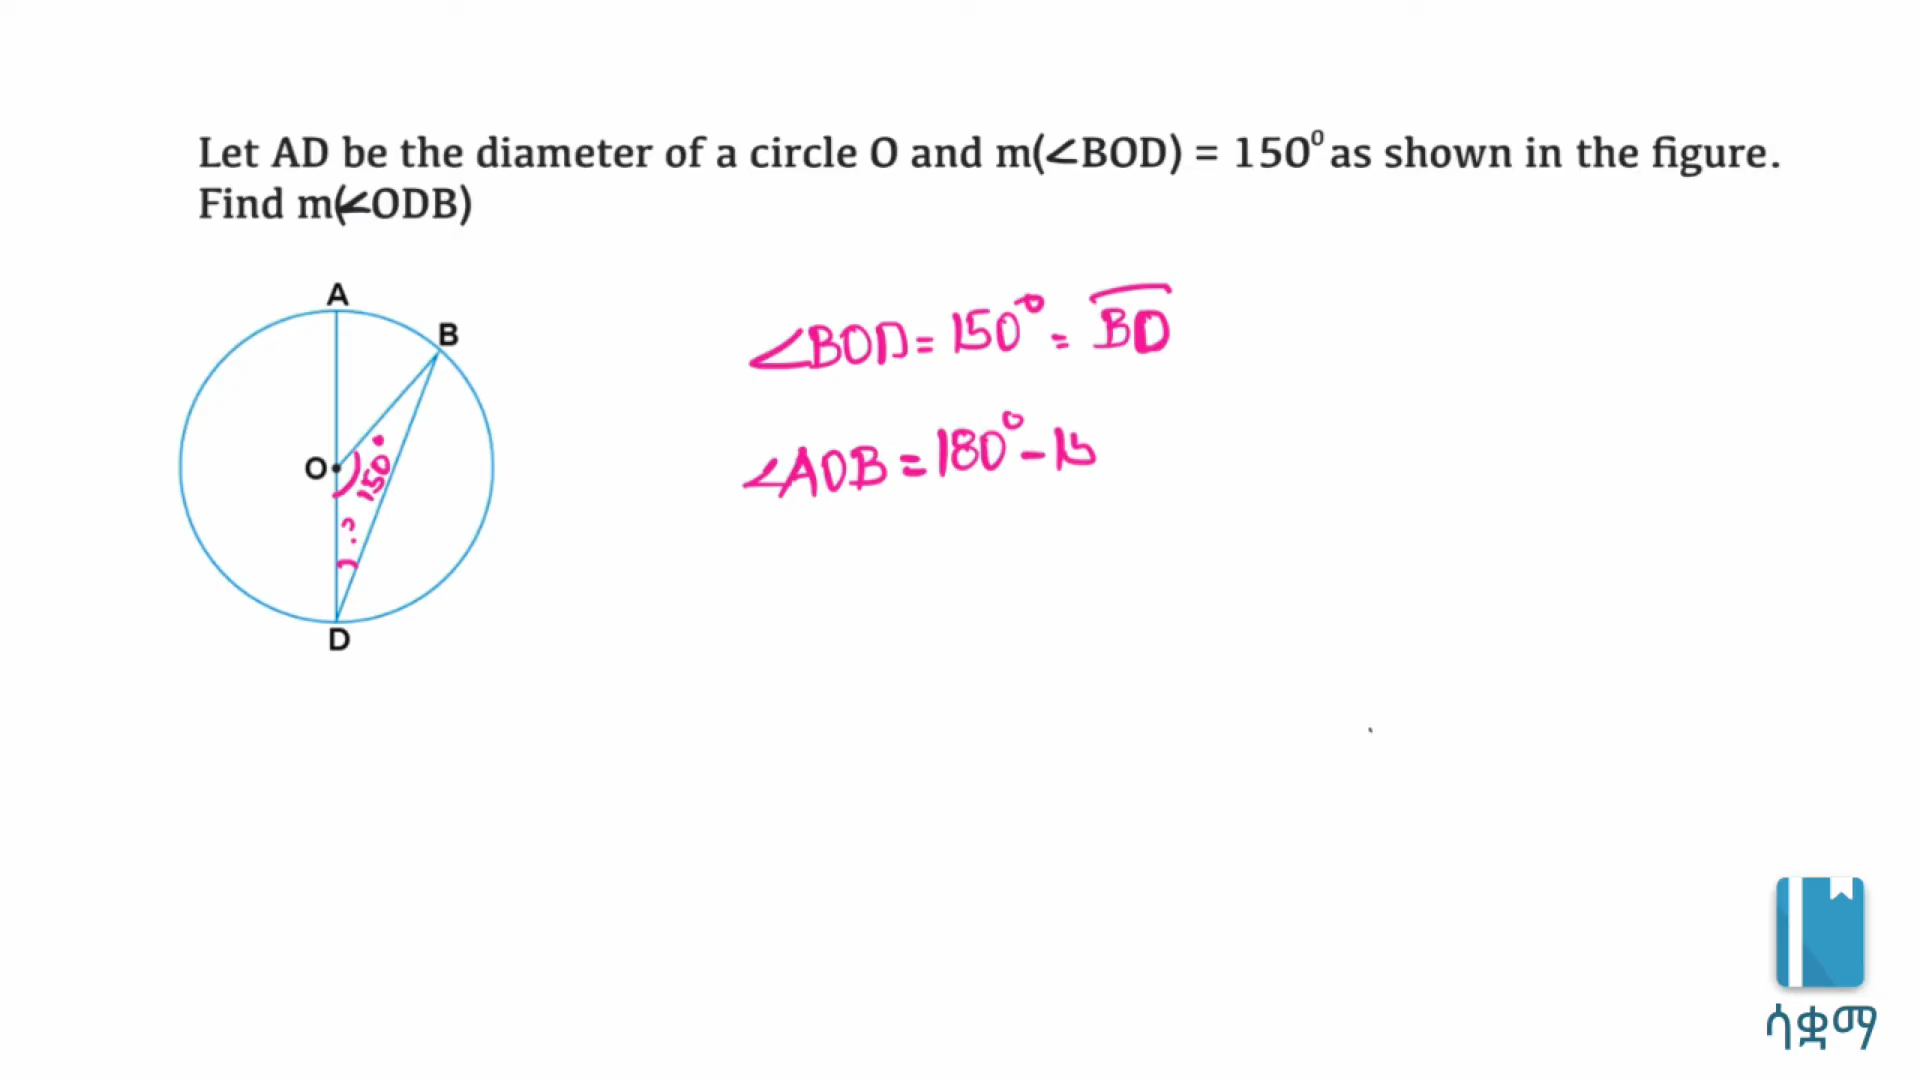 Let AD be the diameter of a circle O and m(∠BOD) = 150⁰ as shown in the figure.
Find m(∠ODB)
A
B
∠BOD = 150° = BD
O
150°
∠AOB = 180° - 15
?
D
ሳቋማ